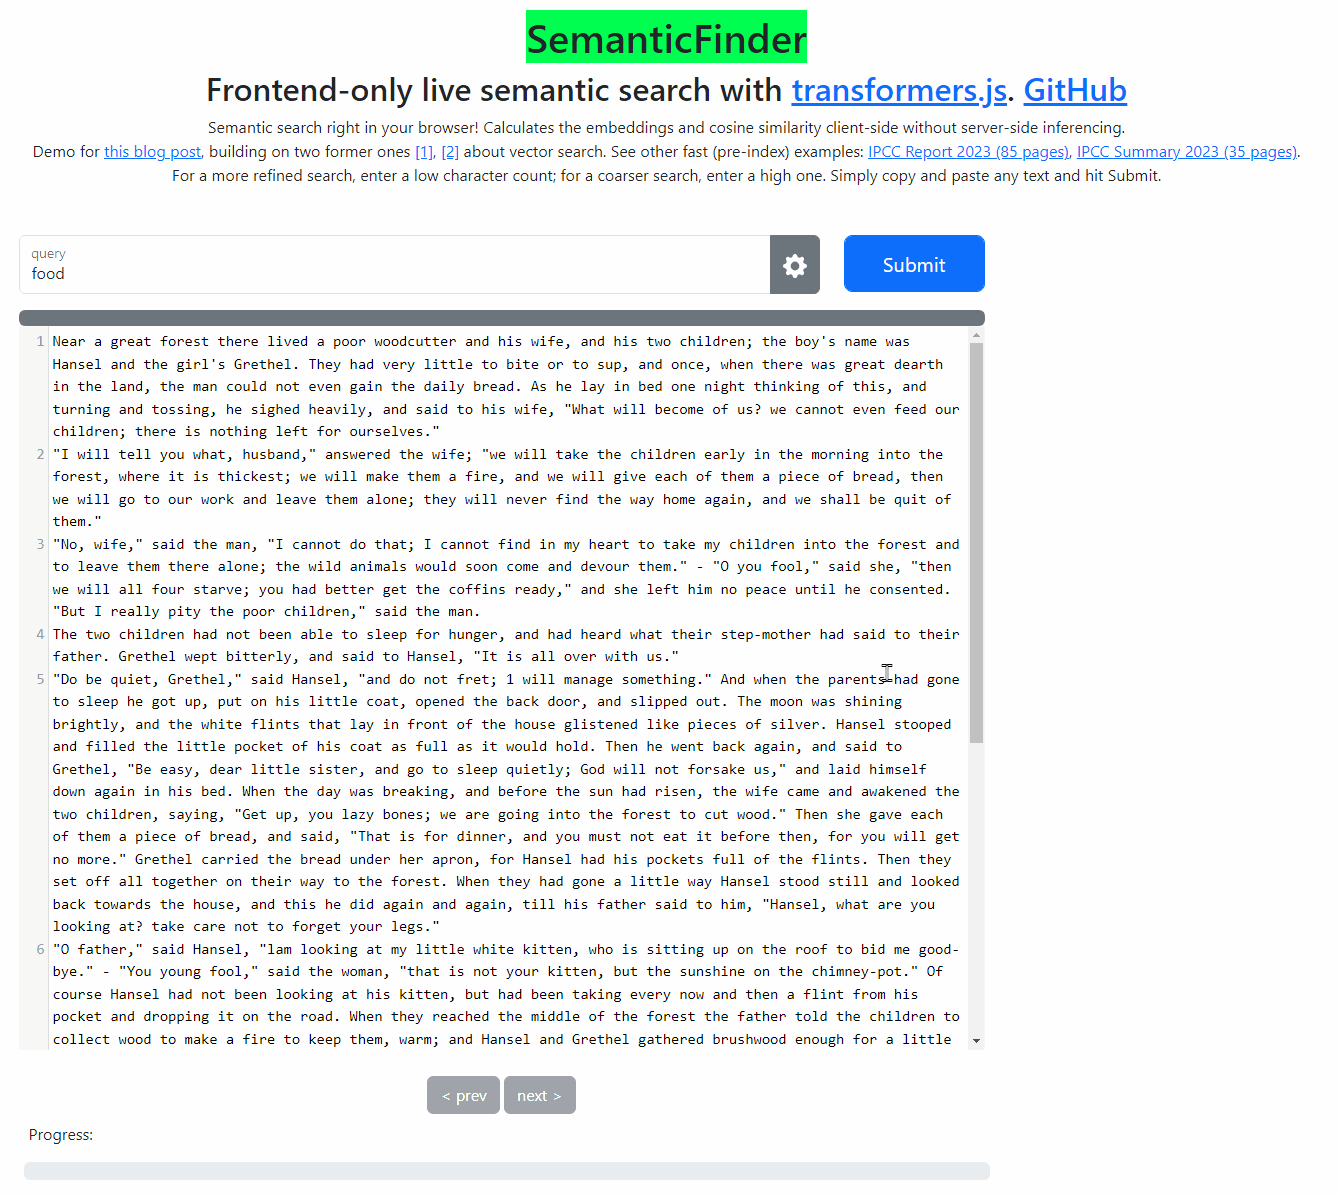 SemanticFinder
Frontend-only live semantic search with transformers.js. GitHub
Semantic search right in your browser! Calculates the embeddings and cosine similarity client-side without server-side inferencing.
Demo for this blog post, building on two former ones [1], [2] about vector search. See other fast (pre-index) examples: IPCC Report 2023 (85 pages), IPCC Summary 2023 (35 pages).
For a more refined search, enter a low character count; for a coarser search, enter a high one. Simply copy and paste any text and hit Submit.
query
food
Submit
1 Near a great forest there lived a poor woodcutter and his wife, and his two children; the boy's name was
Hansel and the girl's Grethel. They had very little to bite or to sup, and once, when there was great dearth
in the land, the man could not even gain the daily bread. As he lay in bed one night thinking of this, and
turning and tossing, he sighed heavily, and said to his wife, "What will become of us? we cannot even feed our
children; there is nothing left for ourselves."
2 "I will tell you what, husband," answered the wife; "we will take the children early in the morning into the
forest, where it is thickest; we will make them a fire, and we will give each of them a piece of bread, then
we will go to our work and leave them alone; they will never find the way home again, and we shall be quit of
them."
3 "No, wife," said the man, "I cannot do that; I cannot find in my heart to take my children into the forest and
to leave them there alone; the wild animals would soon come and devour them." - "O you fool," said she, "then
we will all four starve; you had better get the coffins ready," and she left him no peace until he consented.
"But I really pity the poor children," said the man.
4 The two children had not been able to sleep for hunger, and had heard what their step-mother had said to their
father. Grethel wept bitterly, and said to Hansel, "It is all over with us."
5 "Do be quiet, Grethel," said Hansel, "and do not fret; 1 will manage something." And when the parents had gone
to sleep he got up, put on his little coat, opened the back door, and slipped out. The moon was shining
brightly, and the white flints that lay in front of the house glistened like pieces of silver. Hansel stooped
and filled the little pocket of his coat as full as it would hold. Then he went back again, and said to
Grethel, "Be easy, dear little sister, and go to sleep quietly; God will not forsake us," and laid himself
down again in his bed. When the day was breaking, and before the sun had risen, the wife came and awakened the
two children, saying, "Get up, you lazy bones; we are going into the forest to cut wood." Then she gave each
of them a piece of bread, and said, "That is for dinner, and you must not eat it before then, for you will get
no more." Grethel carried the bread under her apron, for Hansel had his pockets full of the flints. Then they
set off all together on their way to the forest. When they had gone a little way Hansel stood still and looked
back towards the house, and this he did again and again, till his father said to him, "Hansel, what are you
looking at? take care not to forget your legs."
6 "O father," said Hansel, "lam looking at my little white kitten, who is sitting up on the roof to bid me good-
bye." - "You young fool," said the woman, "that is not your kitten, but the sunshine on the chimney-pot." Of
course Hansel had not been looking at his kitten, but had been taking every now and then a flint from his
pocket and dropping it on the road. When they reached the middle of the forest the father told the children to
collect wood to make a fire to keep them, warm; and Hansel and Grethel gathered brushwood enough for a little
< prev next >
Progress: